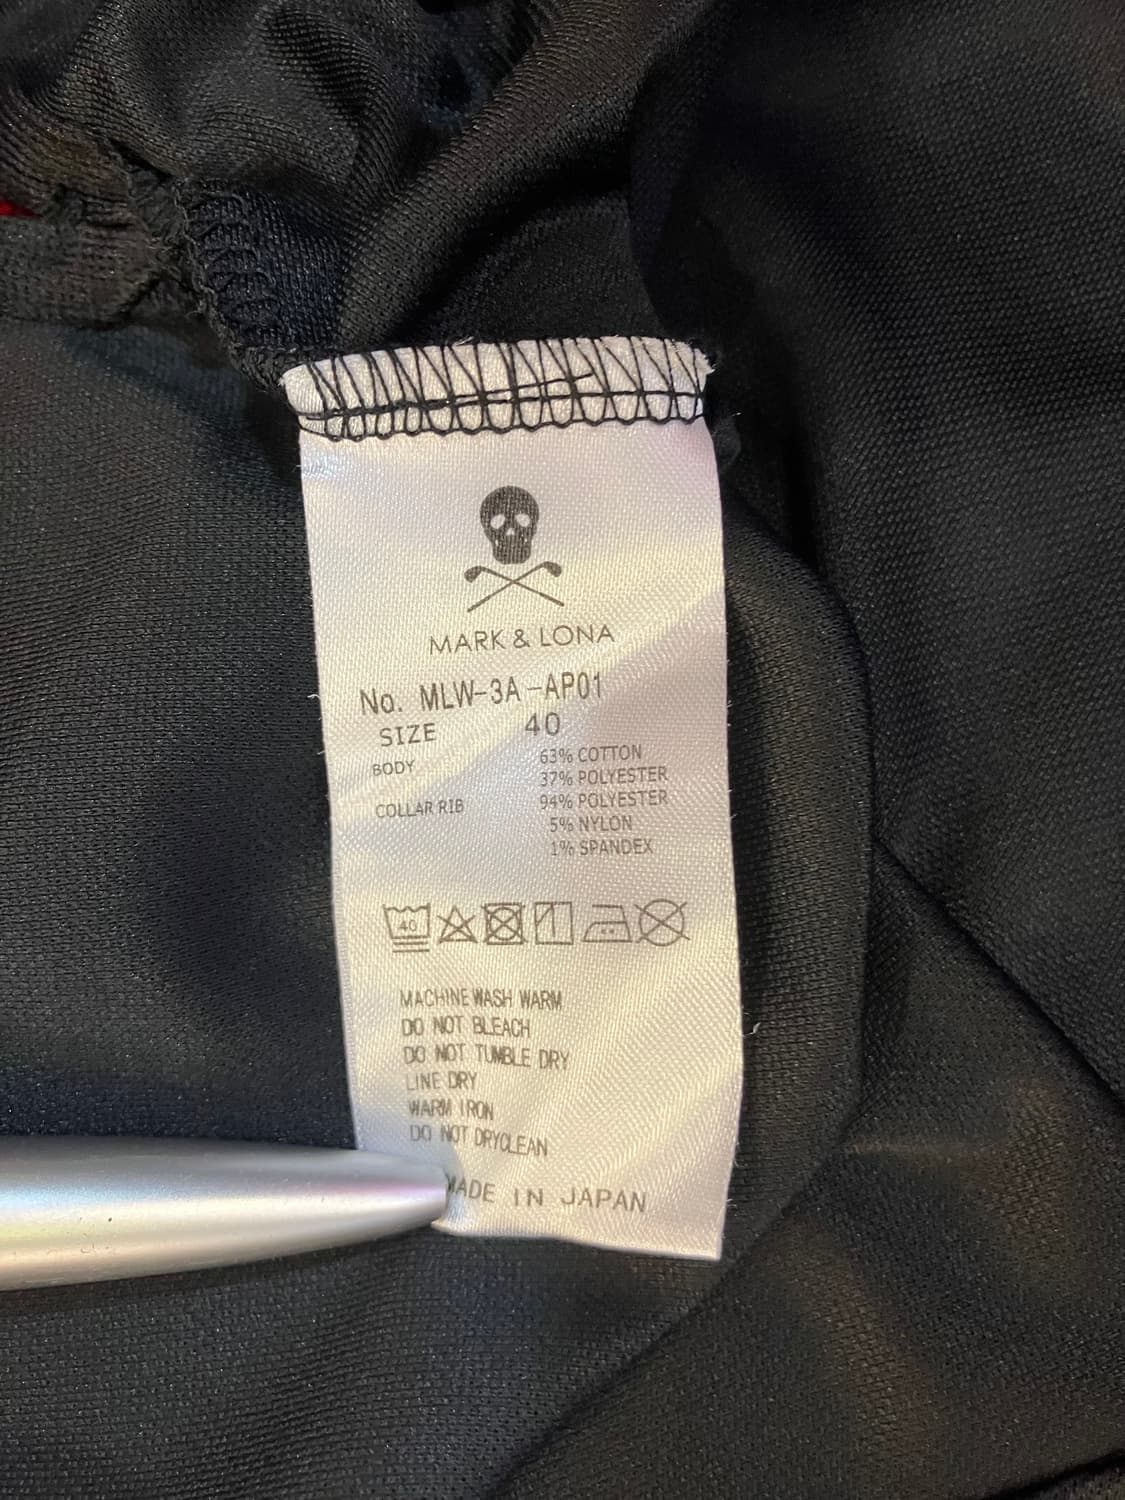 MARK & LONA
No. MLW-3A-AP01
SIZE 40
BODY 63% COTTON
37% POLYESTER
COLLAR RIB 94% POLYESTER
5% NYLON
1% SPANDEX
40
MACHINE WASH WARM
DO NOT BLEACH
DO NOT TUMBLE DRY
LINE DRY
WARM IRON
DO NOT DRYCLEAN
MADE IN JAPAN